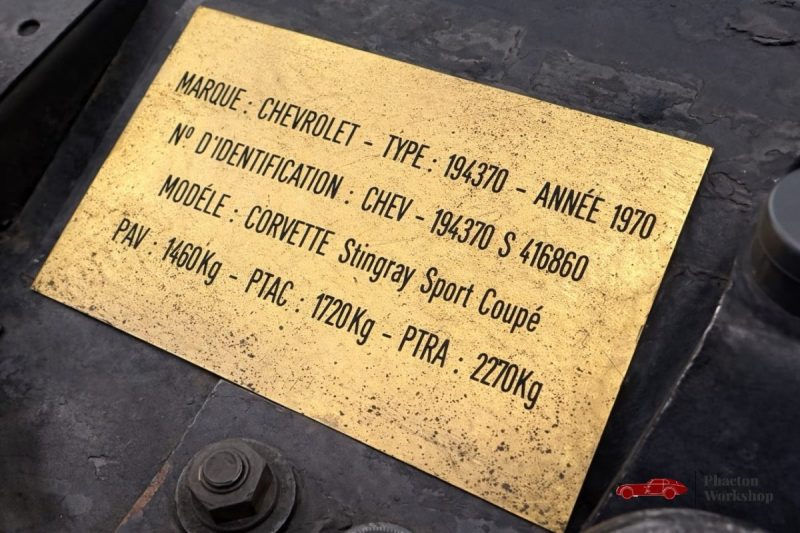 MARQUE : CHEVROLET - TYPE : 194370 - ANNÉE 1970
N° D'IDENTIFICATION : CHEV - 194370 S 416860
MODÉLE : CORVETTE Stingray Sport Coupé
PAV : 1460Kg - PTAC : 1720Kg - PTRA : 2270Kg
Phaeton
Workshop